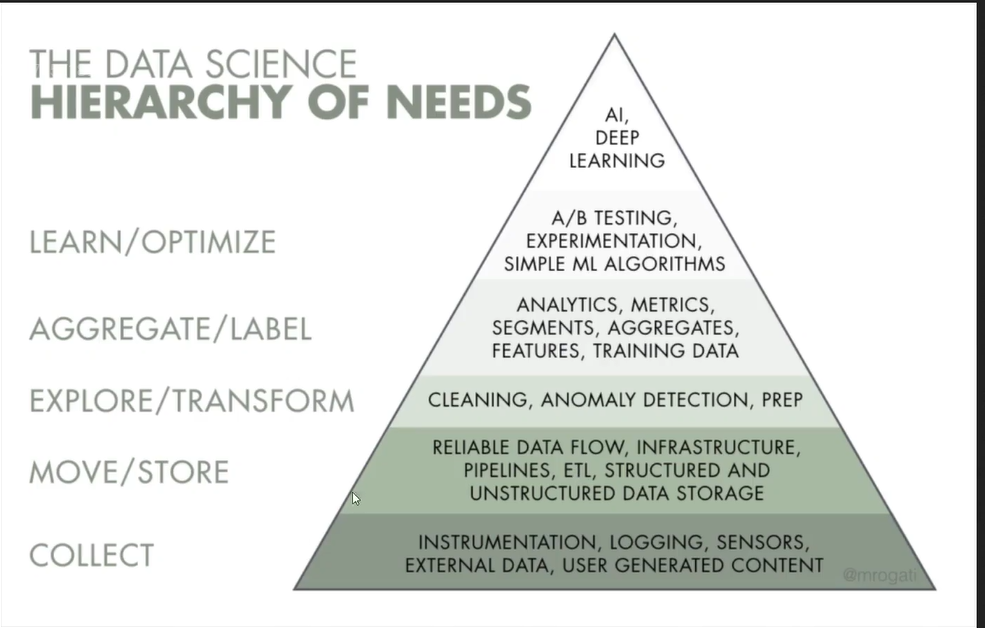 THE DATA SCIENCE
HIERARCHY OF NEEDS
AI,
DEEP
LEARNING
LEARN/OPTIMIZE
A/B TESTING,
EXPERIMENTATION,
SIMPLE ML ALGORITHMS
AGGREGATE/LABEL
ANALYTICS, METRICS,
SEGMENTS, AGGREGATES,
FEATURES, TRAINING DATA
EXPLORE/TRANSFORM
CLEANING, ANOMALY DETECTION, PREP
MOVE/STORE
RELIABLE DATA FLOW, INFRASTRUCTURE,
PIPELINES, ETL, STRUCTURED AND
UNSTRUCTURED DATA STORAGE
COLLECT
INSTRUMENTATION, LOGGING, SENSORS,
EXTERNAL DATA, USER GENERATED CONTENT
@mrogati